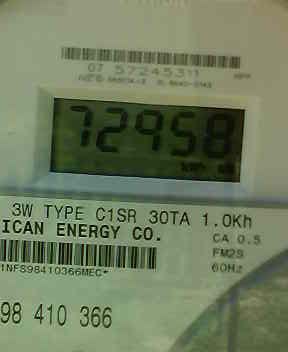 07 57245311
72958
3W TYPE C1SR 30TA 1.0Kh
ICAN ENERGY CO.
CA 0.5
FM2S
60Hz
1NFS98410366MEC*
98 410 366